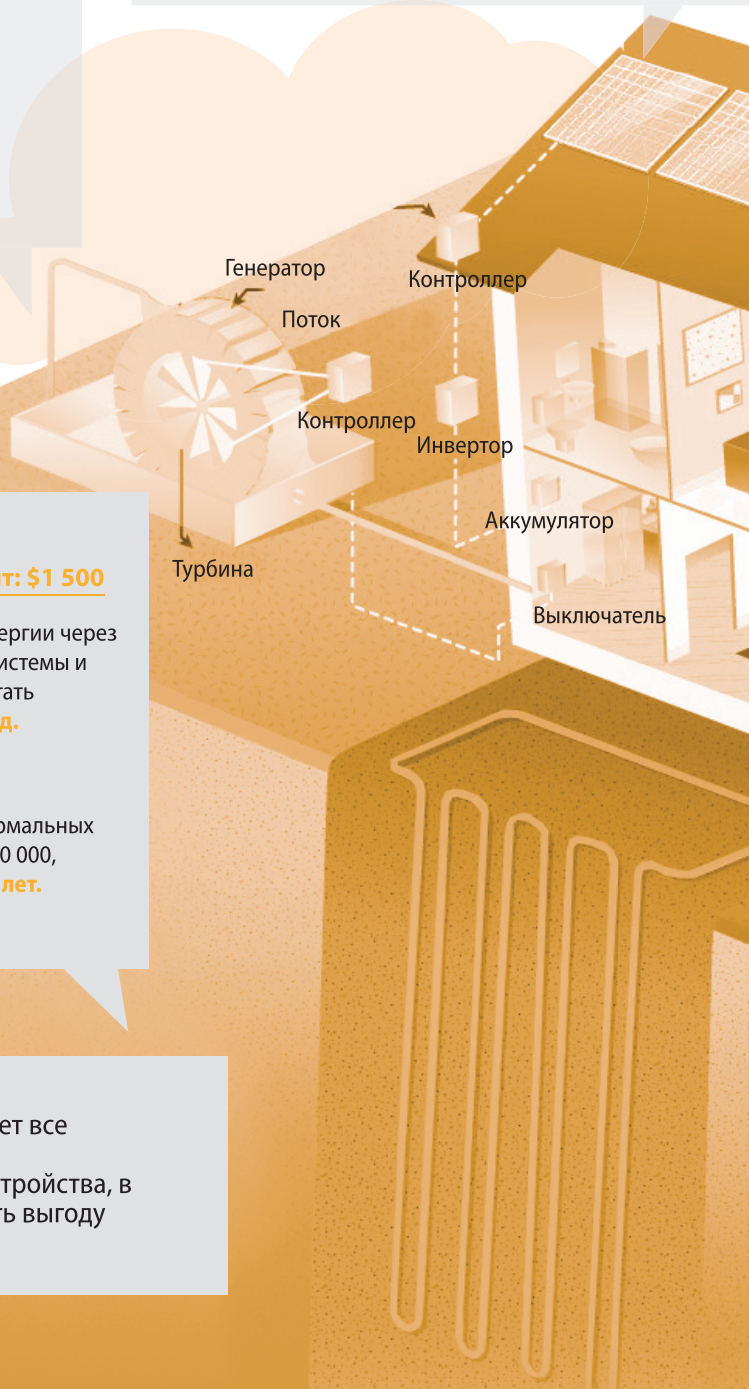 Генератор
Контроллер
Поток
Контроллер
Инвертор
Аккумулятор
Турбина
Выключатель
т: $1 500
ергии через
истемы и
тать
д.
рмальных
0 000,
лет.
ет все
тройства, в
ть выгоду